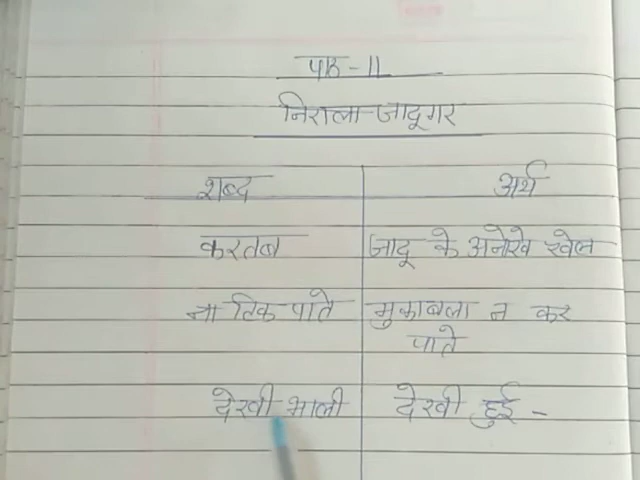 पाठ - 11
निराला जादूगर
शब्द अर्थ
करतब जादू के अनोखे खेल
ना टिक पाते मुकाबला न कर
पाते
देखी भाली देखी हुई -